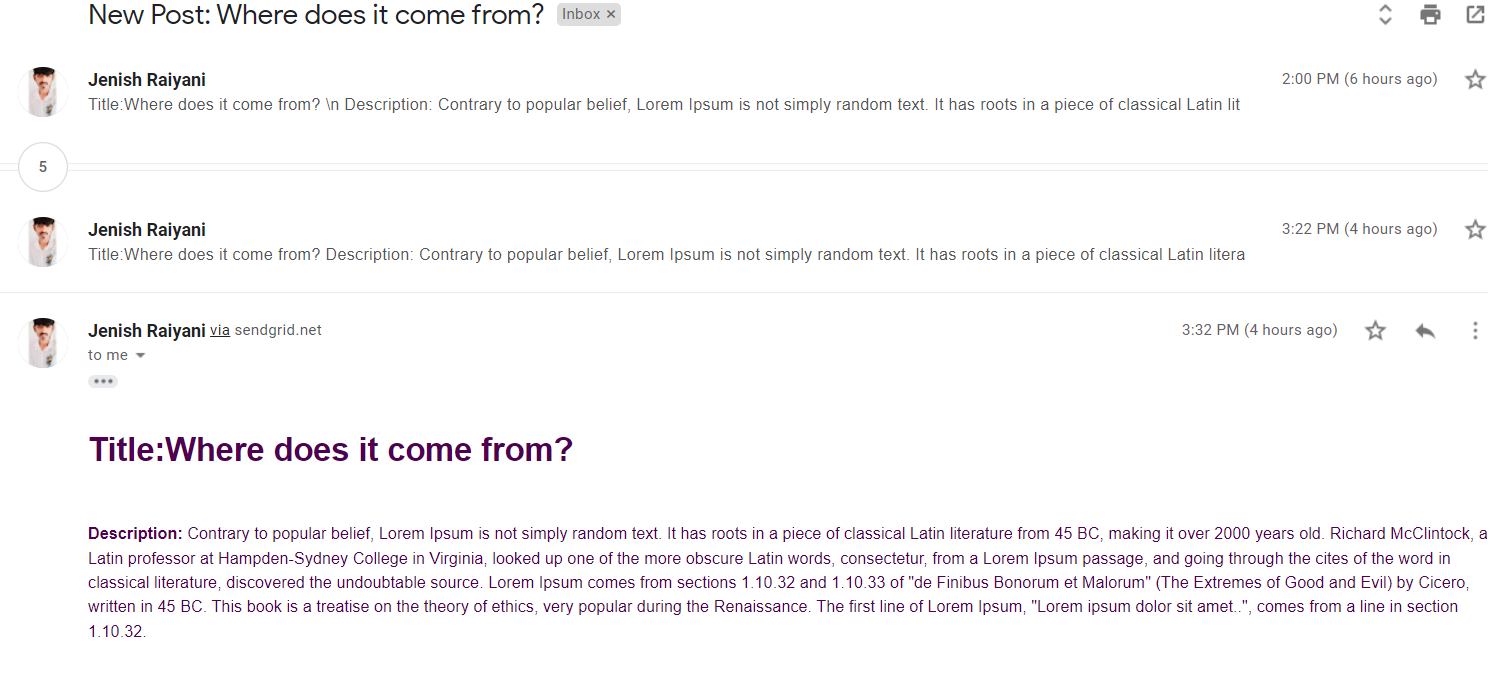 New Post: Where does it come from? Inbox ×
Jenish Raiyani 2:00 PM (6 hours ago)
Title:Where does it come from? \n Description: Contrary to popular belief, Lorem Ipsum is not simply random text. It has roots in a piece of classical Latin lit
5
Jenish Raiyani 3:22 PM (4 hours ago)
Title:Where does it come from? Description: Contrary to popular belief, Lorem Ipsum is not simply random text. It has roots in a piece of classical Latin litera
Jenish Raiyani via sendgrid.net 3:32 PM (4 hours ago)
to me
Title:Where does it come from?
Description: Contrary to popular belief, Lorem Ipsum is not simply random text. It has roots in a piece of classical Latin literature from 45 BC, making it over 2000 years old. Richard McClintock, a
Latin professor at Hampden-Sydney College in Virginia, looked up one of the more obscure Latin words, consectetur, from a Lorem Ipsum passage, and going through the cites of the word in
classical literature, discovered the undoubtable source. Lorem Ipsum comes from sections 1.10.32 and 1.10.33 of "de Finibus Bonorum et Malorum" (The Extremes of Good and Evil) by Cicero,
written in 45 BC. This book is a treatise on the theory of ethics, very popular during the Renaissance. The first line of Lorem Ipsum, "Lorem ipsum dolor sit amet..", comes from a line in section
1.10.32.